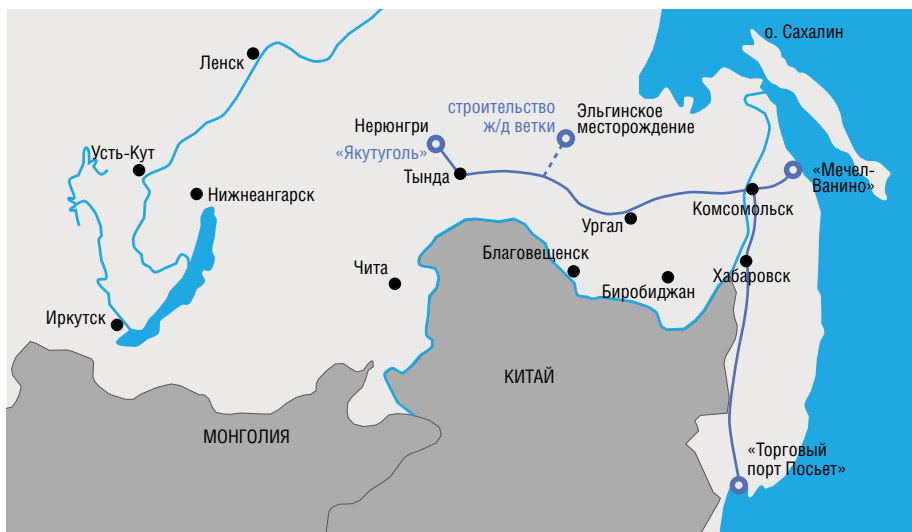 о. Сахалин
Ленск
строительство
ж/д ветки
Эльгинское
месторождение
Нерюнгри
«Якутуголь»
Усть-Кут
Тында
«Мечел-
Ванино»
Нижнеангарск
Комсомольск
Ургал
Благовещенск
Чита
Биробиджан
Хабаровск
Иркутск
КИТАЙ
МОНГОЛИЯ
«Торговый
порт Посьет»